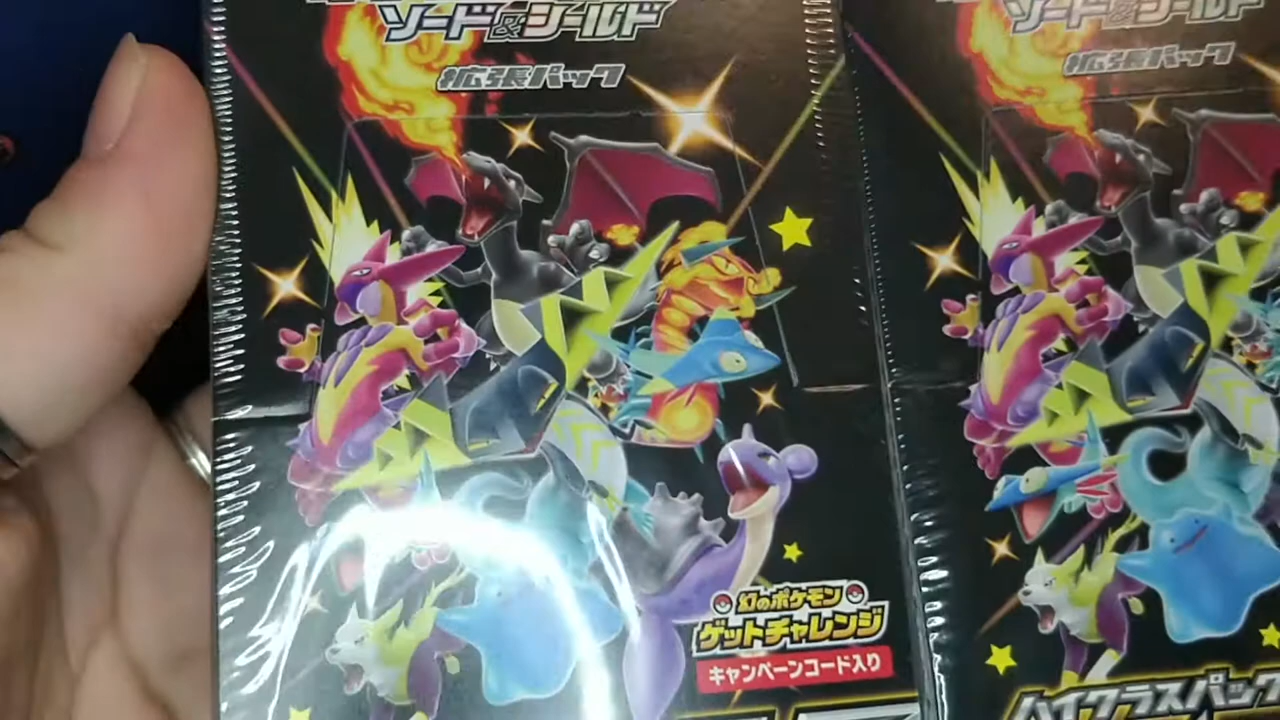 ソード&シールド
拡張パック
幻のポケモン
ゲットチャレンジ
キャンペーンコード入り
ソード&シールド
拡張パック
ハイクラスパック